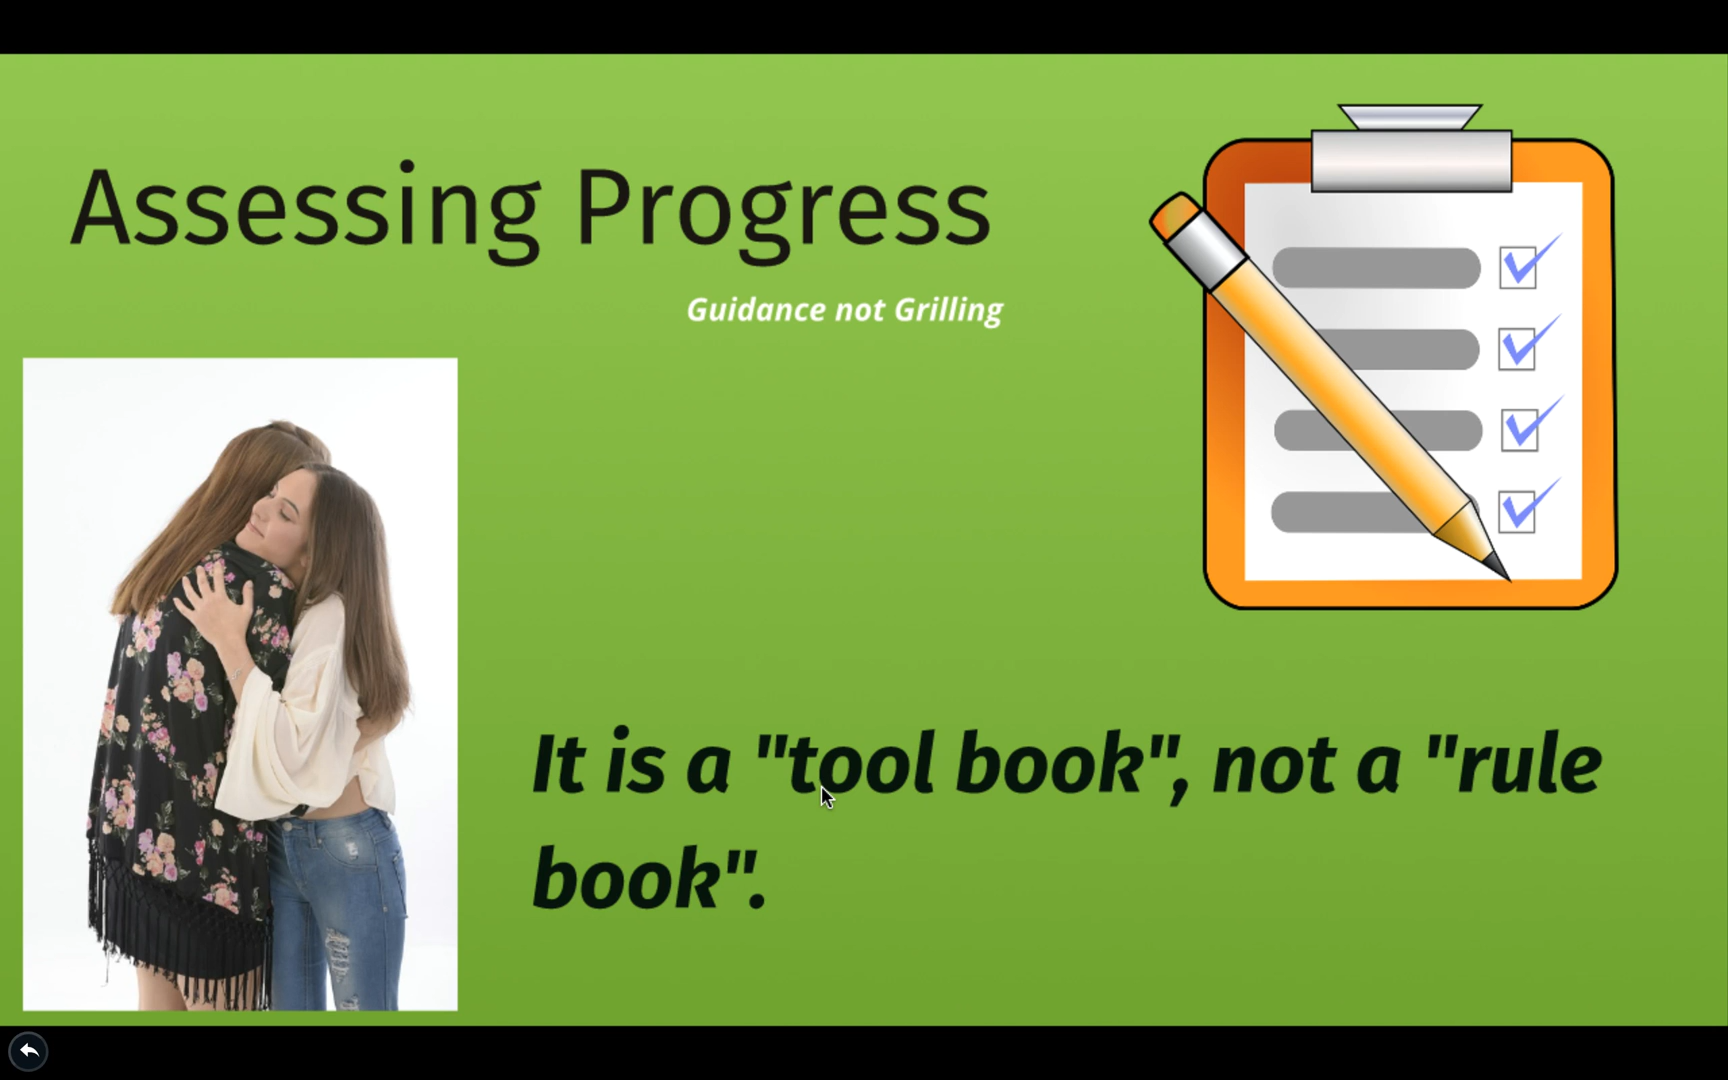 Assessing Progress
Guidance not Grilling
It is a "tool book", not a "rule
book".